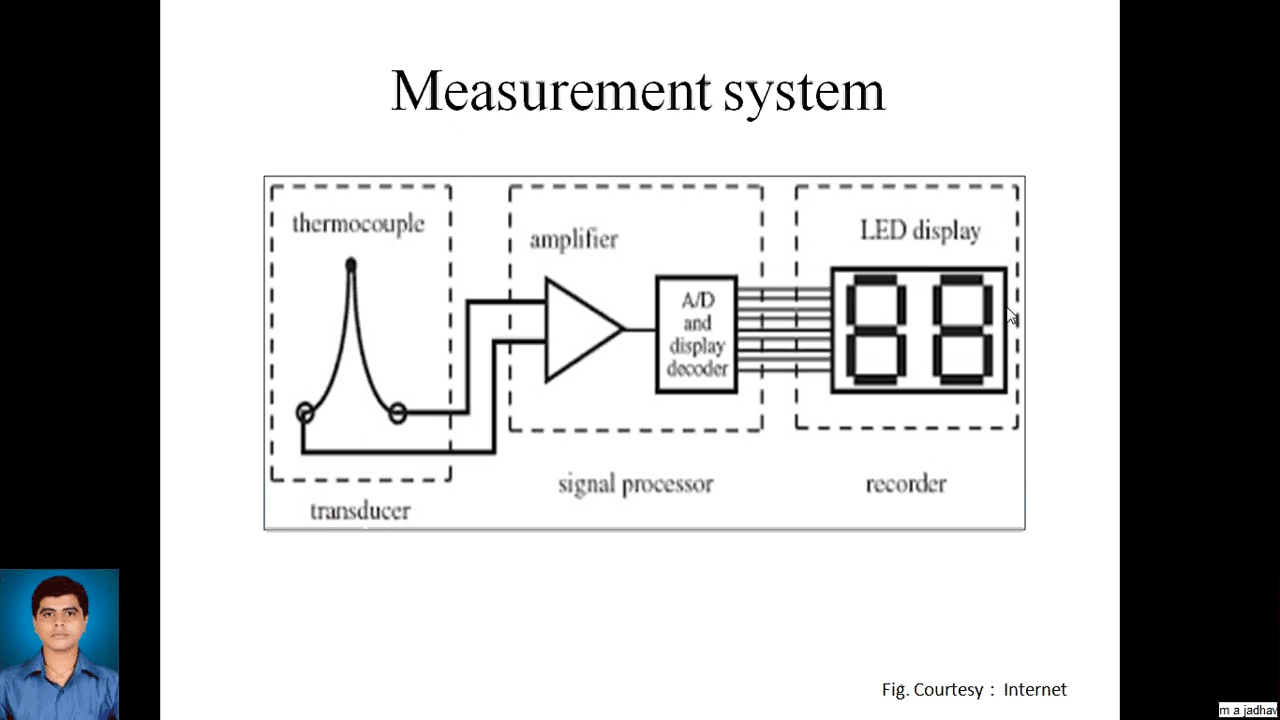 Measurement system
thermocouple
amplifier
LED display
A/D
and
display
decoder
signal processor
recorder
transducer
Fig. Courtesy : Internet
m a jadhav